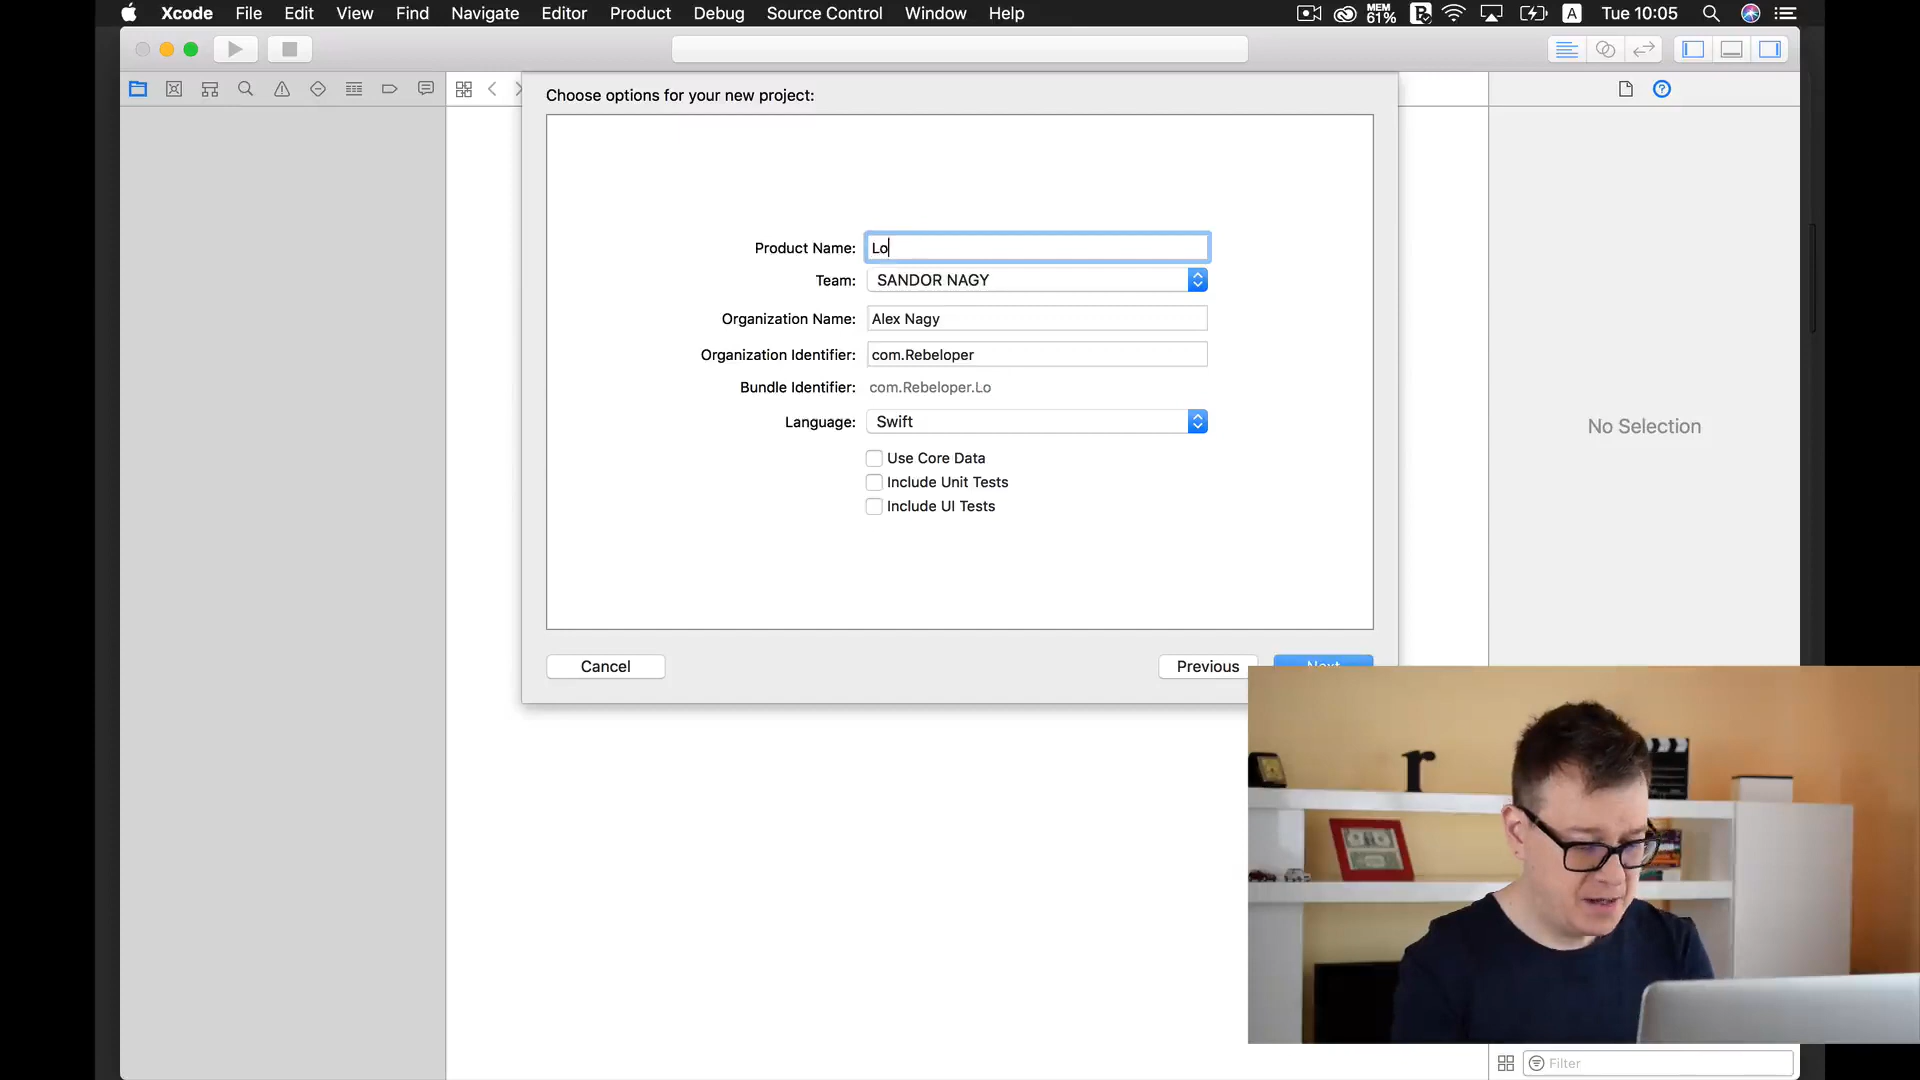 Xcode File Edit View Find Navigate Editor Product Debug Source Control Window Help MEM 61% A Tue 10:05
Choose options for your new project:
Product Name: Lo
Team: SANDOR NAGY
Organization Name: Alex Nagy
Organization Identifier: com.Rebeloper
Bundle Identifier: com.Rebeloper.Lo
Language: Swift
Use Core Data
Include Unit Tests
Include UI Tests
No Selection
Cancel Previous Next
Filter